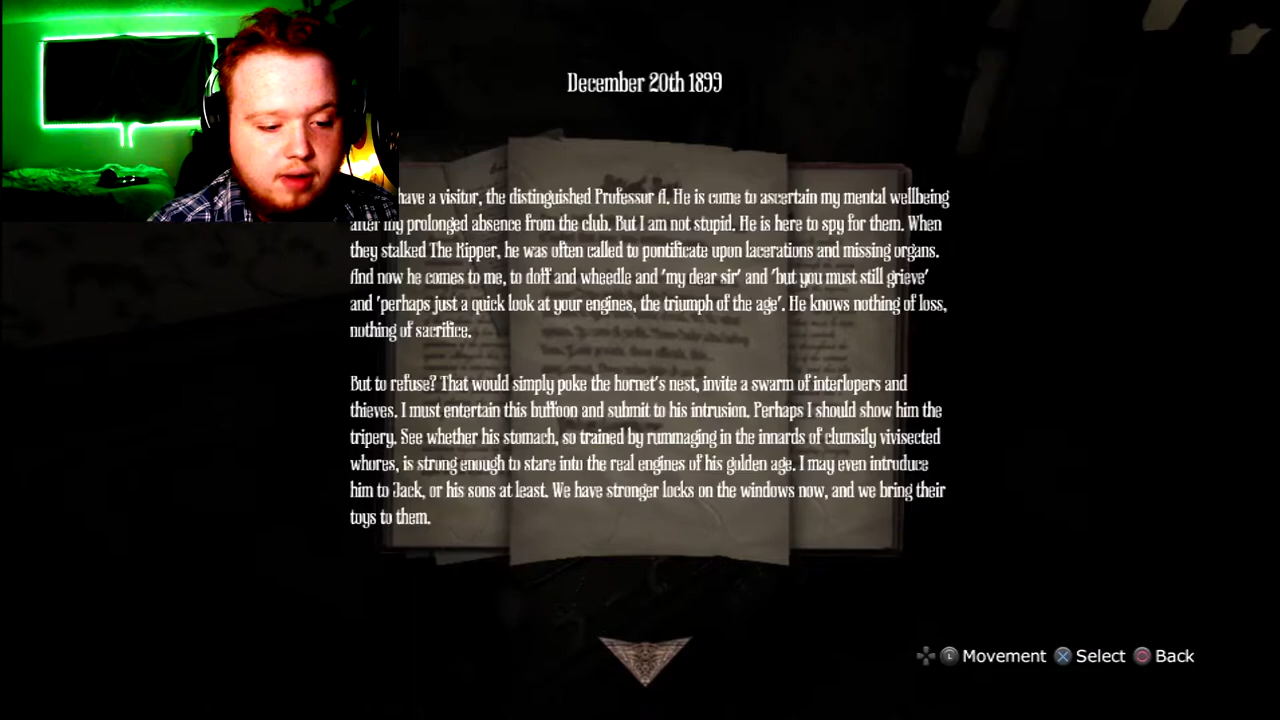 December 20th 1899
have a visitor, the distinguished Professor A. He is come to ascertain my mental wellbeing
after my prolonged absence from the club. But I am not stupid. He is here to spy for them. When
they stalked The Ripper, he was often called to pontificate upon lacerations and missing organs.
And now he comes to me, to doff and wheedle and 'my dear sir' and 'but you must still grieve'
and 'perhaps just a quick look at your engines, the triumph of the age'. He knows nothing of loss,
nothing of sacrifice.
But to refuse? That would simply poke the hornet's nest, invite a swarm of interlopers and
thieves. I must entertain this buffoon and submit to his intrusion. Perhaps I should show him the
tripery. See whether his stomach, so trained by rummaging in the innards of clumsily vivisected
whores, is strong enough to stare into the real engines of his golden age. I may even introduce
him to Jack, or his sons at least. We have stronger locks on the windows now, and we bring their
toys to them.
L Movement Select Back